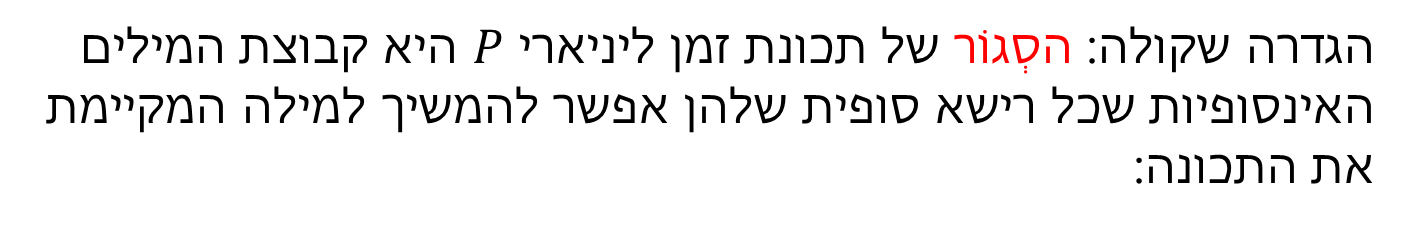 הגדרה שקולה: הסְגוֹר של תכונת זמן ליניארי P היא קבוצת המילים
האינסופיות שכל רישא סופית שלהן אפשר להמשיך למילה המקיימת
את התכונה: